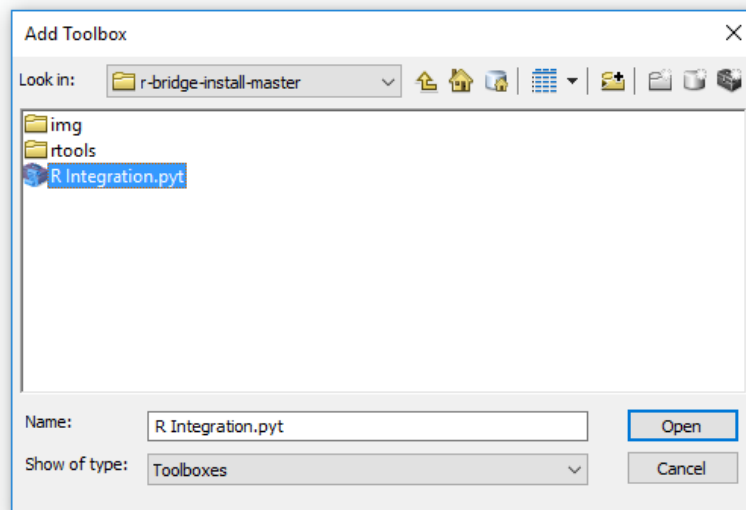 Add Toolbox
Look in:
r-bridge-install-master
img
rtools
R Integration.pyt
Name:
R Integration.pyt
Open
Show of type:
Toolboxes
Cancel